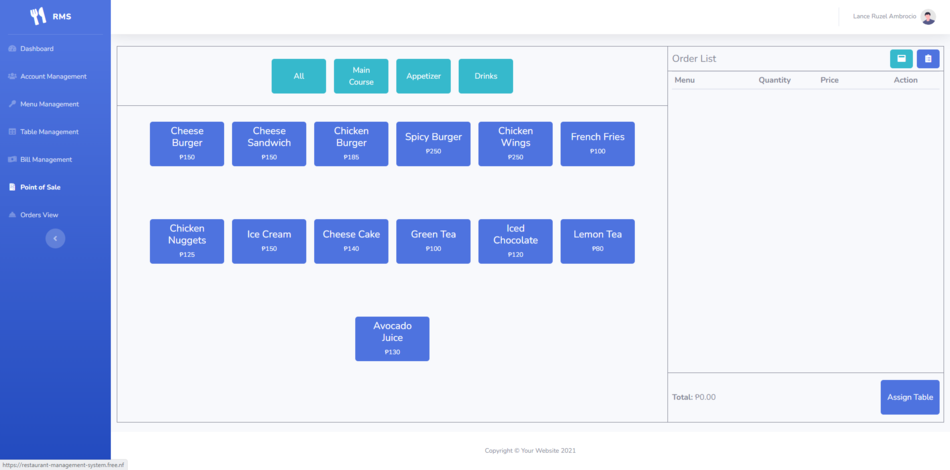 RMS
Lance Ruzel Ambrocio
Dashboard
Account Management
Menu Management
Table Management
Bill Management
Point of Sale
Orders View
All
Main
Course
Appetizer
Drinks
Cheese
Burger
₱150
Cheese
Sandwich
₱150
Chicken
Burger
₱185
Spicy Burger
₱250
Chicken
Wings
₱250
French Fries
₱100
Chicken
Nuggets
₱125
Ice Cream
₱150
Cheese Cake
₱140
Green Tea
₱100
Iced
Chocolate
₱120
Lemon Tea
₱80
Avocado
Juice
₱130
Order List
Menu Quantity Price Action
Total: ₱0.00
Assign Table
Copyright © Your Website 2021
https://restaurant-management-system.free.nf